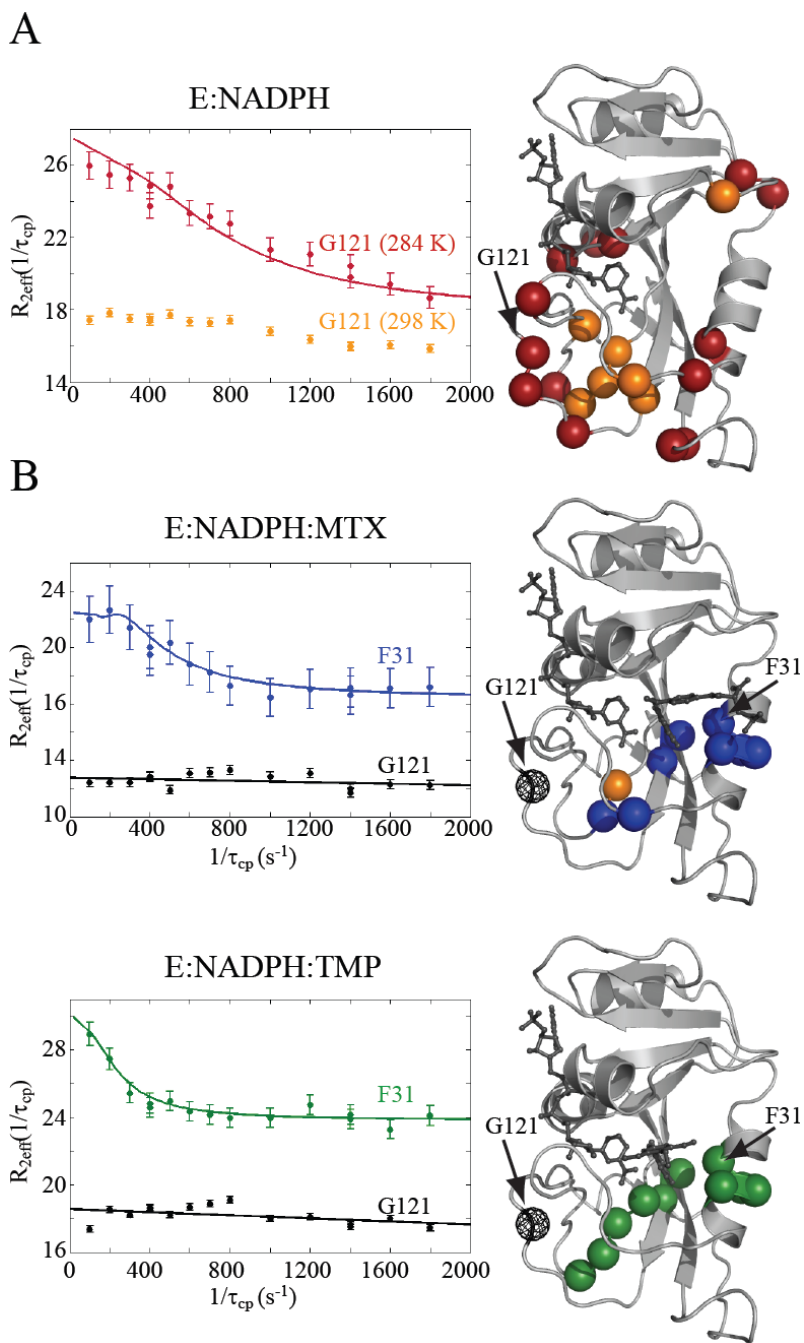 A
E:NADPH
R2eff(1/τcp)
26
22
18
14
G121 (284 K)
G121 (298 K)
0 400 800 1200 1600 2000
G121
B
E:NADPH:MTX
R2eff(1/τcp)
24
20
16
12
10
F31
G121
0 400 800 1200 1600 2000
1/τcp (s-1)
G121
F31
E:NADPH:TMP
R2eff(1/τcp)
28
24
20
16
F31
G121
0 400 800 1200 1600 2000
1/τcp (s-1)
G121
F31